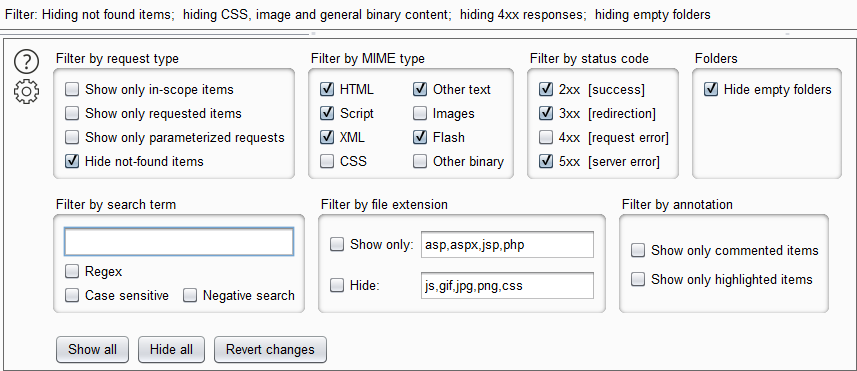 Filter: Hiding not found items;  hiding CSS, image and general binary content;  hiding 4xx responses;  hiding empty folders
?
Filter by request type
Show only in-scope items
Show only requested items
Show only parameterized requests
Hide not-found items
Filter by MIME type
HTML
Other text
Script
Images
XML
Flash
CSS
Other binary
Filter by status code
2xx  [success]
3xx  [redirection]
4xx  [request error]
5xx  [server error]
Folders
Hide empty folders
Filter by search term
Regex
Case sensitive
Negative search
Filter by file extension
Show only: asp,aspx,jsp,php
Hide: js,gif,jpg,png,css
Filter by annotation
Show only commented items
Show only highlighted items
Show all
Hide all
Revert changes